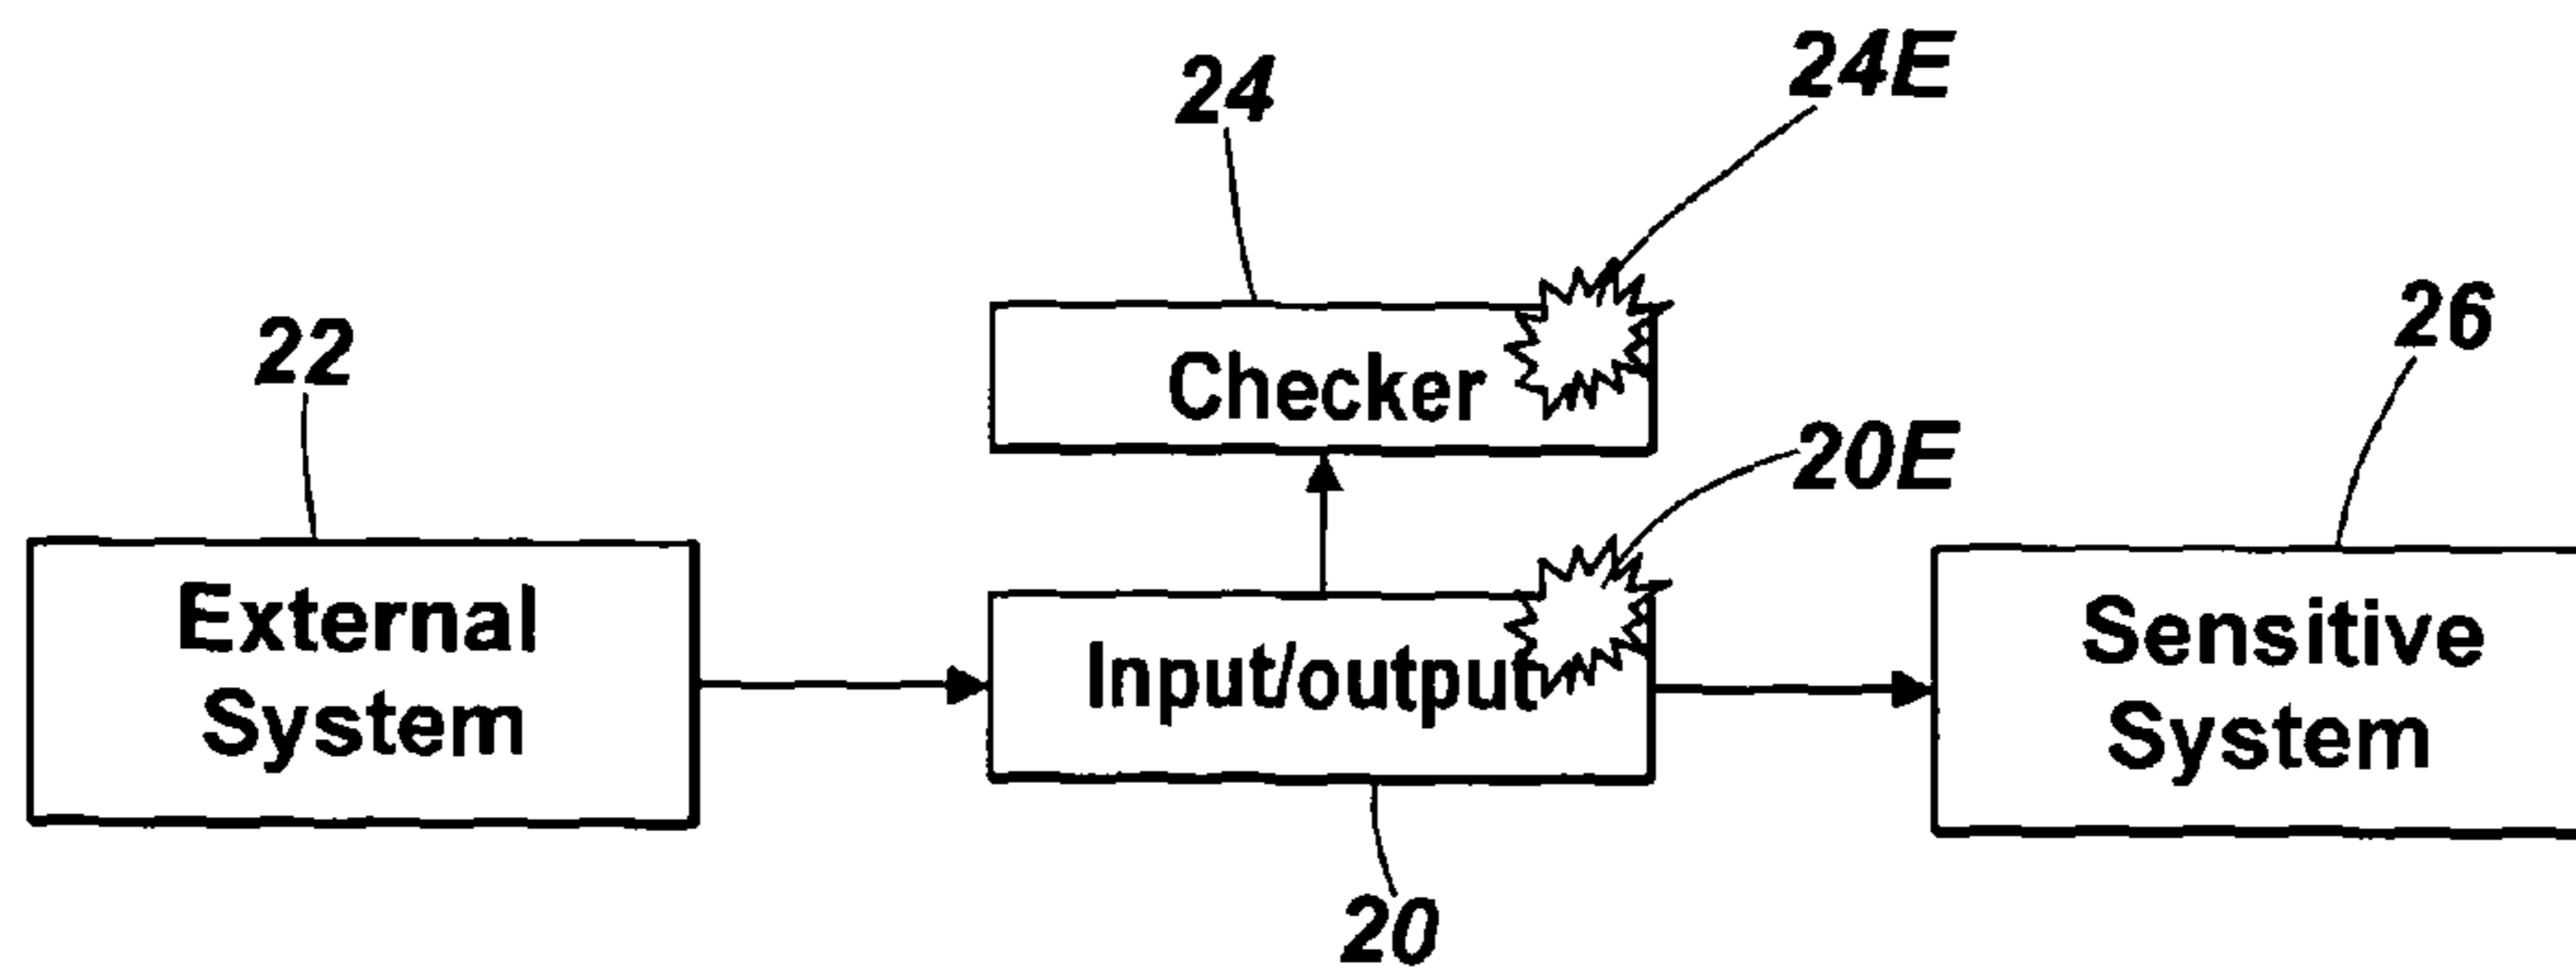 24
24E
22
26
Checker
20E
External
System
Input/output
Sensitive
System
20